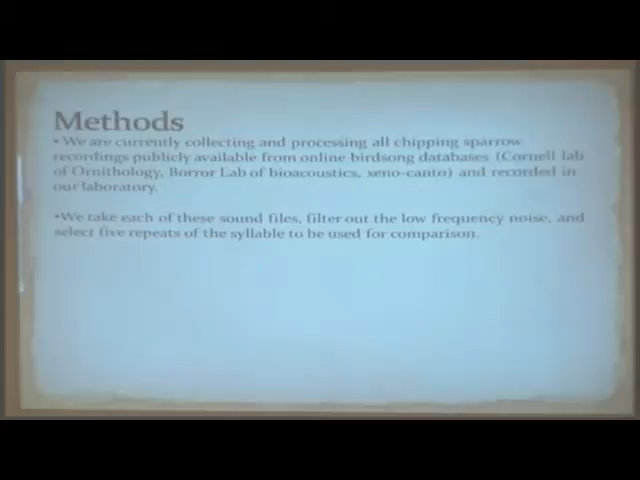 Methods
• We are currently collecting and processing all chipping sparrow
recordings publicly available from online birdsong databases (Cornell lab
of Ornithology, Borror Lab of bioacoustics, xeno-canto) and recorded in
our laboratory.
•We take each of these sound files, filter out the low frequency noise, and
select five repeats of the syllable to be used for comparison.